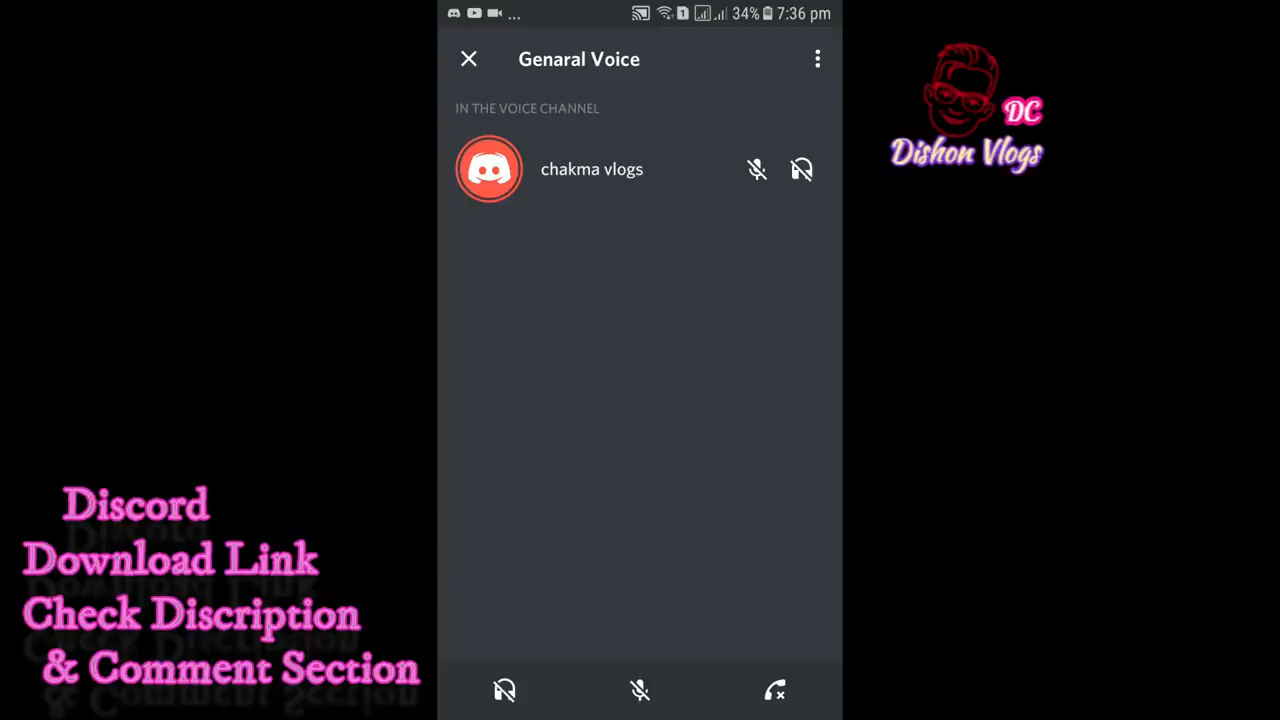 ... 1 34% 7:36 pm
Genaral Voice
IN THE VOICE CHANNEL
chakma vlogs
DC
Dishon Vlogs
Discord
Download Link
Check Discription
& Comment Section